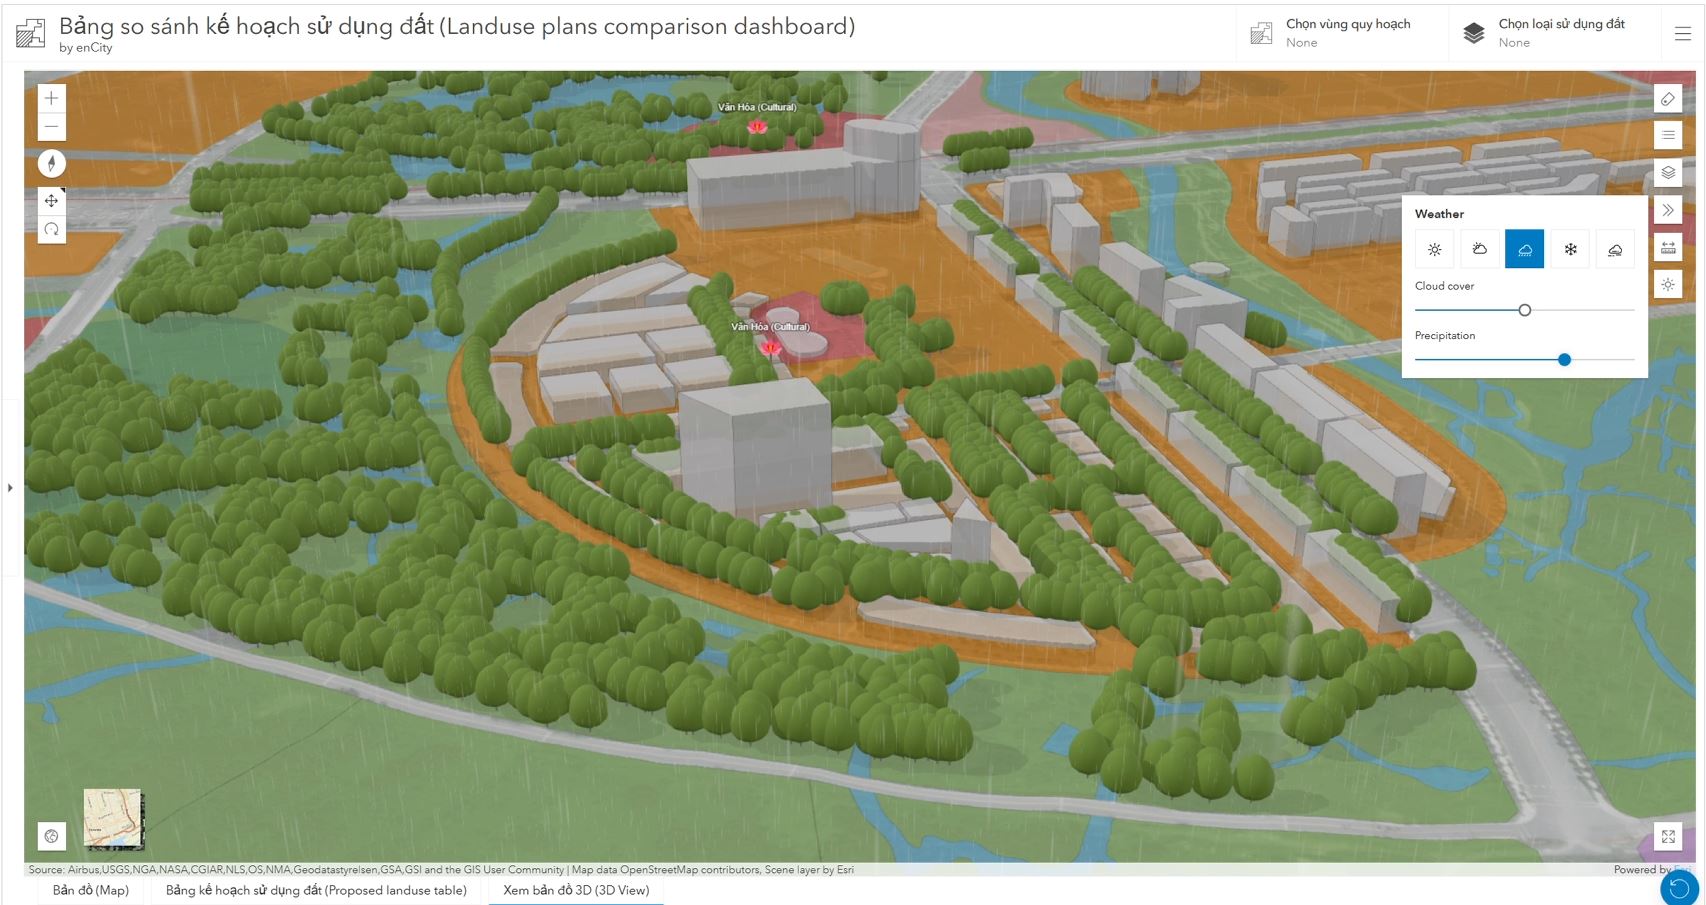 Bảng so sánh kế hoạch sử dụng đất (Landuse plans comparison dashboard)
by enCity
Chọn vùng quy hoạch
None
Chọn loại sử dụng đất
None
Văn Hóa (Cultural)
Weather
Cloud cover
Văn Hóa (Cultural)
Precipitation
Source: Airbus,USGS,NGA,NASA,CGIAR,NLS,OS,NMA,Geodatastyrelsen,GSA,GSI and the GIS User Community | Map data OpenStreetMap contributors, Scene layer by Esri
Powered by Esri
Bản đồ (Map)
Bảng kế hoạch sử dụng đất (Proposed landuse table)
Xem bản đồ 3D (3D View)